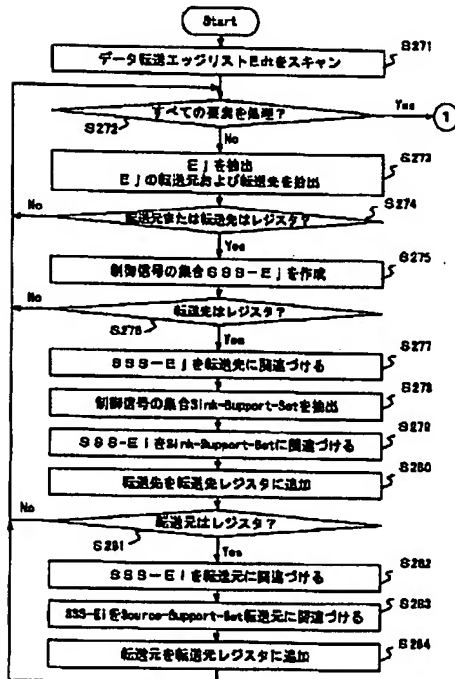 Start
S271
データ転送エッジリストEdtをスキャン
すべての要素を処理？
Yes
1
S272
No
S273
Ejを抽出
Ejの転送元および転送先を抽出
S274
No
転送元または転送先はレジスタ？
Yes
S275
制御信号の集合SSS-Ejを作成
No
転送先はレジスタ？
S276
Yes
S277
SSS-Ejを転送先に関連づける
S278
制御信号の集合Sink-Support-Setを抽出
S279
SSS-EiをSink-Support-Setに関連づける
S280
転送先を転送先レジスタに追加
No
転送元はレジスタ？
S281
Yes
S282
SSS-Eiを転送元に関連づける
S283
SSS-EiをSource-Support-Set転送元に関連づける
S284
転送元を転送元レジスタに追加